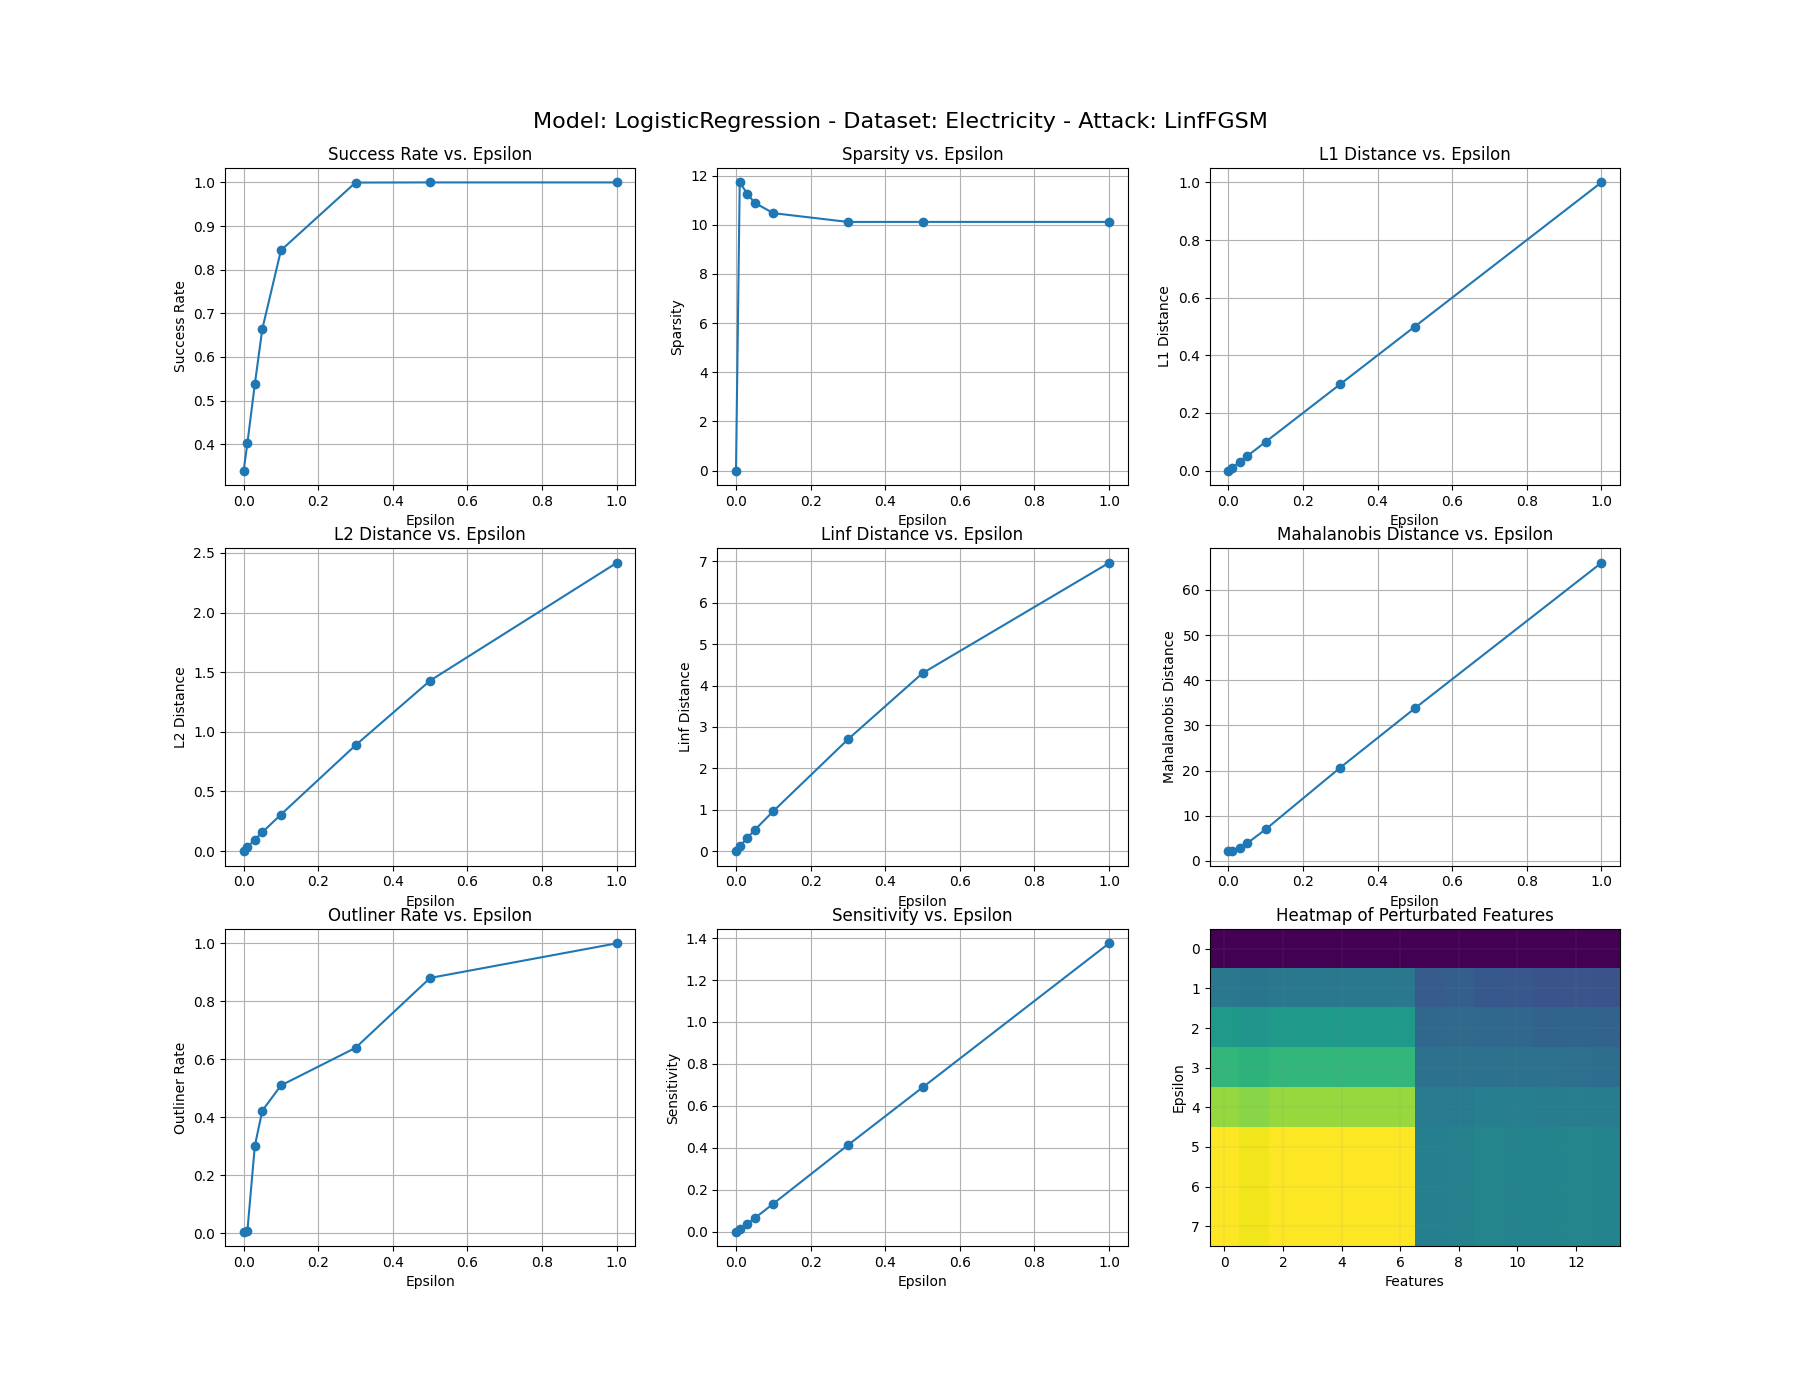 Model: LogisticRegression - Dataset: Electricity - Attack: LinfFGSM
Success Rate vs. Epsilon
1.0
0.9
0.8
0.7
0.6
0.5
0.4
Success Rate
0.0 0.2 0.4 0.6 0.8 1.0
Epsilon
Sparsity vs. Epsilon
12
10
8
6
4
2
0
Sparsity
0.0 0.2 0.4 0.6 0.8 1.0
Epsilon
L1 Distance vs. Epsilon
1.0
0.8
0.6
0.4
0.2
0.0
L1 Distance
0.0 0.2 0.4 0.6 0.8 1.0
Epsilon
L2 Distance vs. Epsilon
2.5
2.0
1.5
1.0
0.5
0.0
L2 Distance
0.0 0.2 0.4 0.6 0.8 1.0
Epsilon
Linf Distance vs. Epsilon
7
6
5
4
3
2
1
0
Linf Distance
0.0 0.2 0.4 0.6 0.8 1.0
Epsilon
Mahalanobis Distance vs. Epsilon
60
50
40
30
20
10
0
Mahalanobis Distance
0.0 0.2 0.4 0.6 0.8 1.0
Epsilon
Outliner Rate vs. Epsilon
1.0
0.8
0.6
0.4
0.2
0.0
Outliner Rate
0.0 0.2 0.4 0.6 0.8 1.0
Epsilon
Sensitivity vs. Epsilon
1.4
1.2
1.0
0.8
0.6
0.4
0.2
0.0
Sensitivity
0.0 0.2 0.4 0.6 0.8 1.0
Epsilon
Heatmap of Perturbated Features
0
1
2
3
4
5
6
7
Epsilon
0 2 4 6 8 10 12
Features